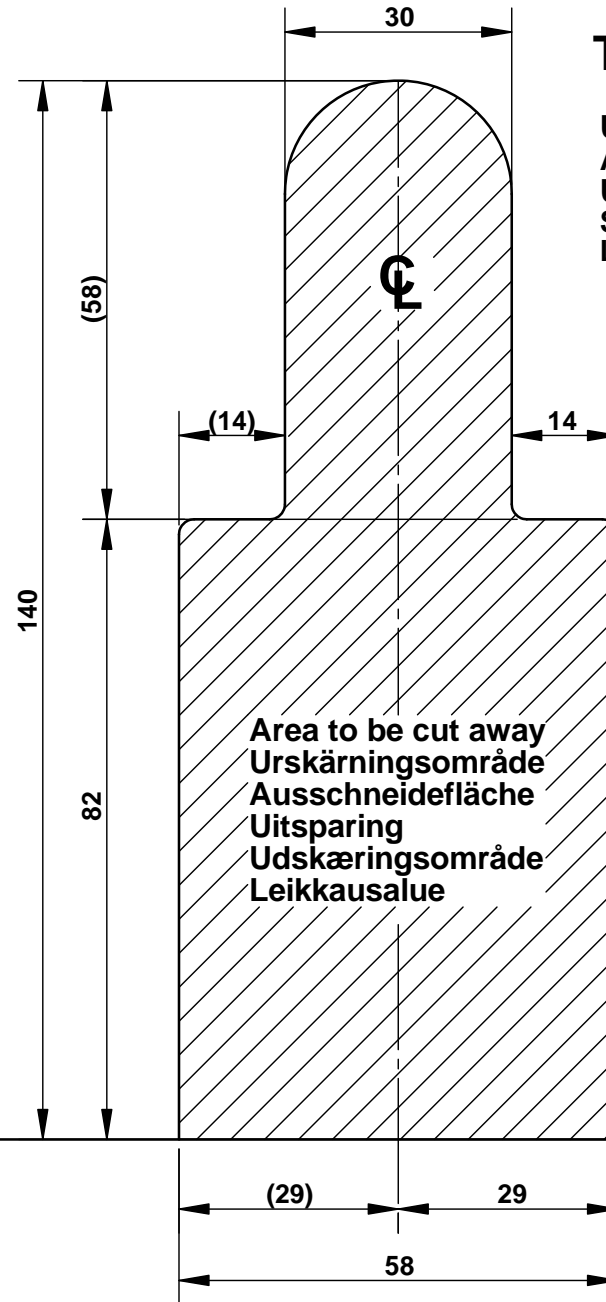 30
T
(58)
℄
(14)
14
140
82
Area to be cut away
Urskärningsområde
Ausschneidefläche
Uitsparing
Udskæringsområde
Leikkausalue
(29)
29
58